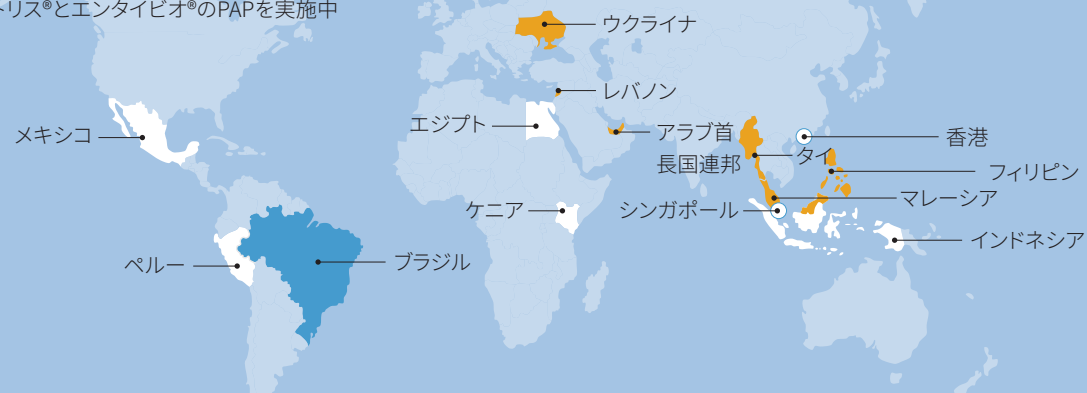 トリス®とエンタイビオ®のPAPを実施中
ウクライナ
レバノン
エジプト
アラブ首
長国連邦
タイ
香港
フィリピン
マレーシア
シンガポール
インドネシア
メキシコ
ケニア
ペルー
ブラジル